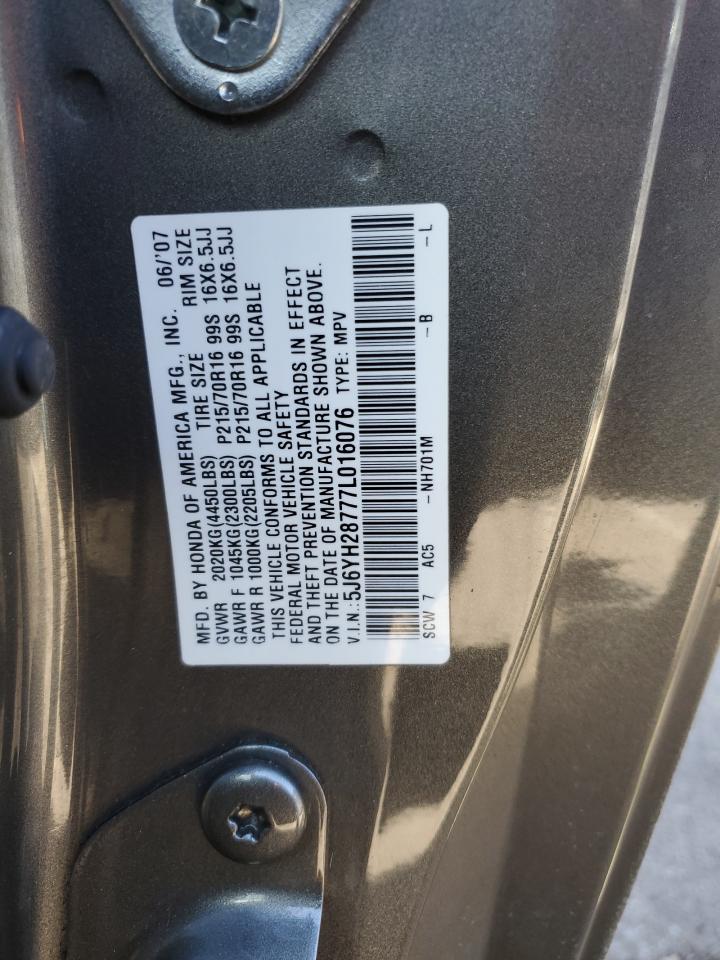 MFD. BY HONDA OF AMERICA MFG., INC. 06/'07
GVWR 2020KG(4450LBS) TIRE SIZE RIM SIZE
GAWR F 1045KG(2300LBS) P215/70R16 99S 16X6.5JJ
GAWR R 1000KG(2205LBS) P215/70R16 99S 16X6.5JJ
THIS VEHICLE CONFORMS TO ALL APPLICABLE
FEDERAL MOTOR VEHICLE SAFETY
AND THEFT PREVENTION STANDARDS IN EFFECT
ON THE DATE OF MANUFACTURE SHOWN ABOVE.
V.I.N.:5J6YH28777L016076 TYPE: MPV
SCW 7 AC5 –NH701M –B –L